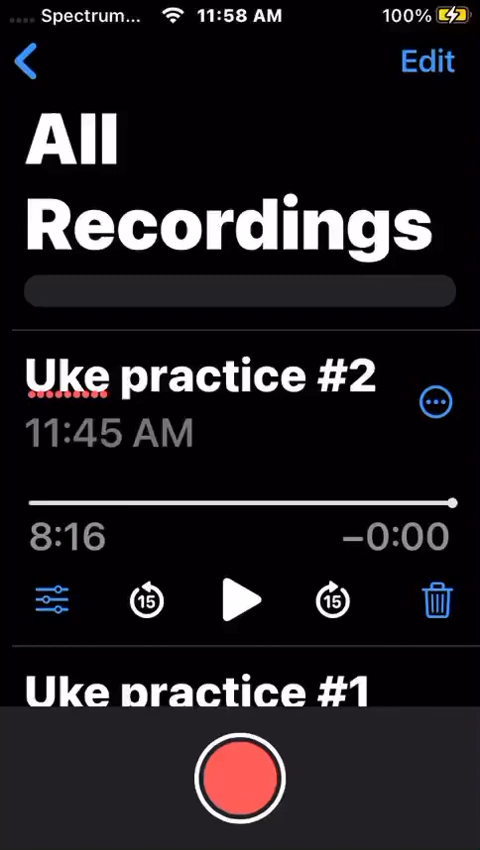 Spectrum... 11:58 AM 100%
Edit
All
Recordings
Uke practice #2
11:45 AM
8:16 −0:00
15 15
Uke practice #1